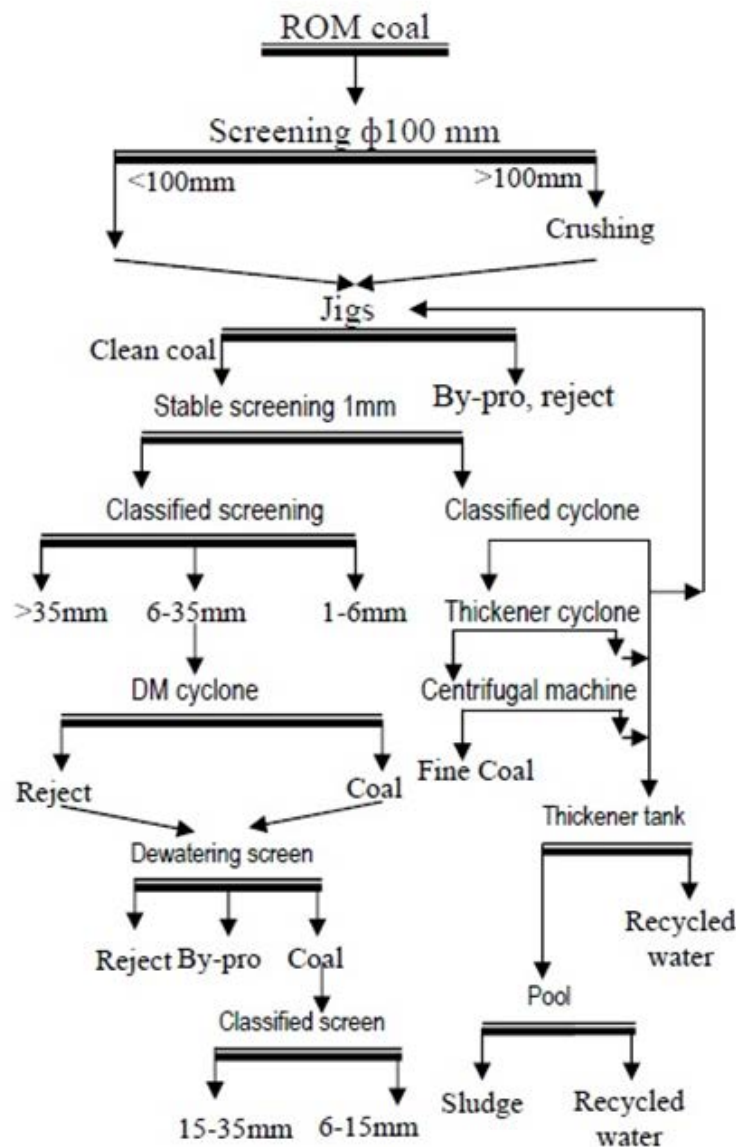 ROM coal
Screening ф100 mm
<100mm
>100mm
Crushing
Jigs
Clean coal
By-pro, reject
Stable screening 1mm
Classified screening
Classified cyclone
>35mm
6-35mm
1-6mm
Thickener cyclone
DM cyclone
Centrifugal machine
Reject
Coal
Fine Coal
Thickener tank
Dewatering screen
Reject
By-pro
Coal
Recycled
water
Classified screen
Pool
15-35mm
6-15mm
Sludge
Recycled
water